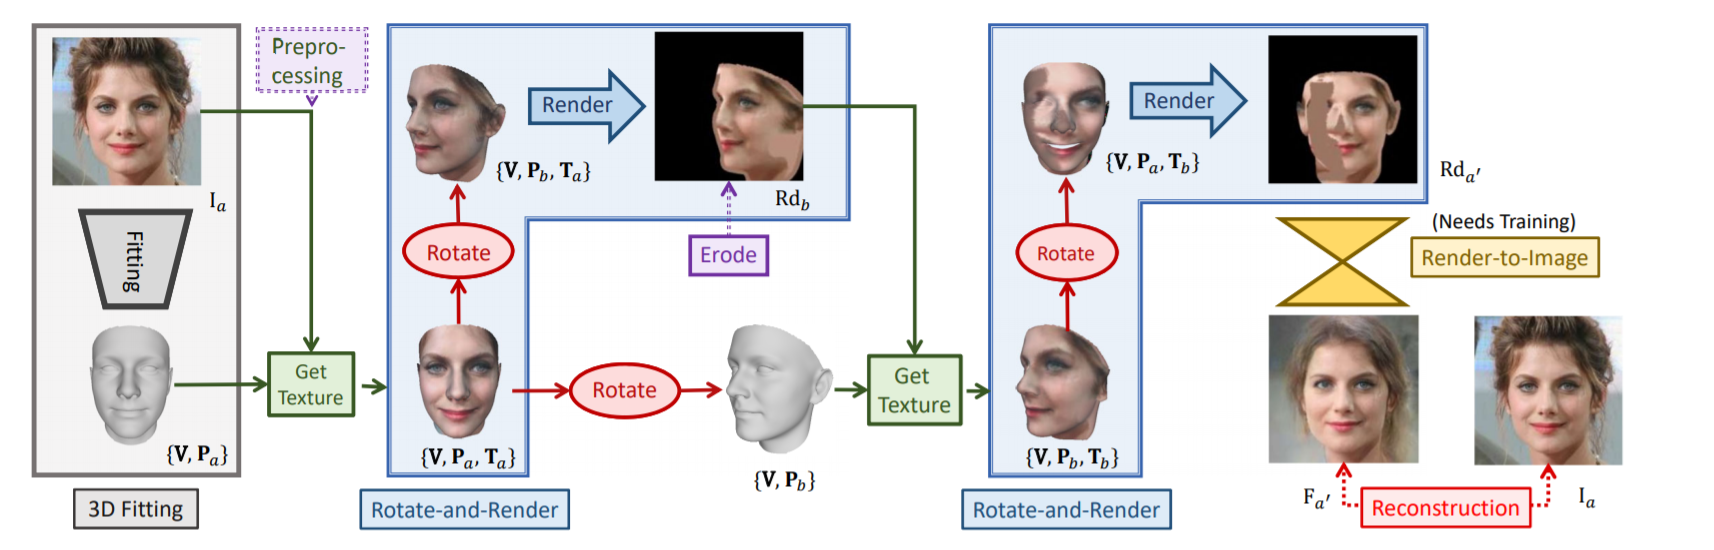 Prepro-
cessing
I_a
Fitting
{V, P_a}
3D Fitting
Get
Texture
Render
{V, P_b, T_a}
Rd_b
Rotate
Erode
{V, P_a, T_a}
Rotate
{V, P_b}
Rotate-and-Render
Get
Texture
Render
{V, P_a, T_b}
Rd_a′
Rotate
{V, P_b, T_b}
Rotate-and-Render
(Needs Training)
Render-to-Image
F_a′
Reconstruction
I_a